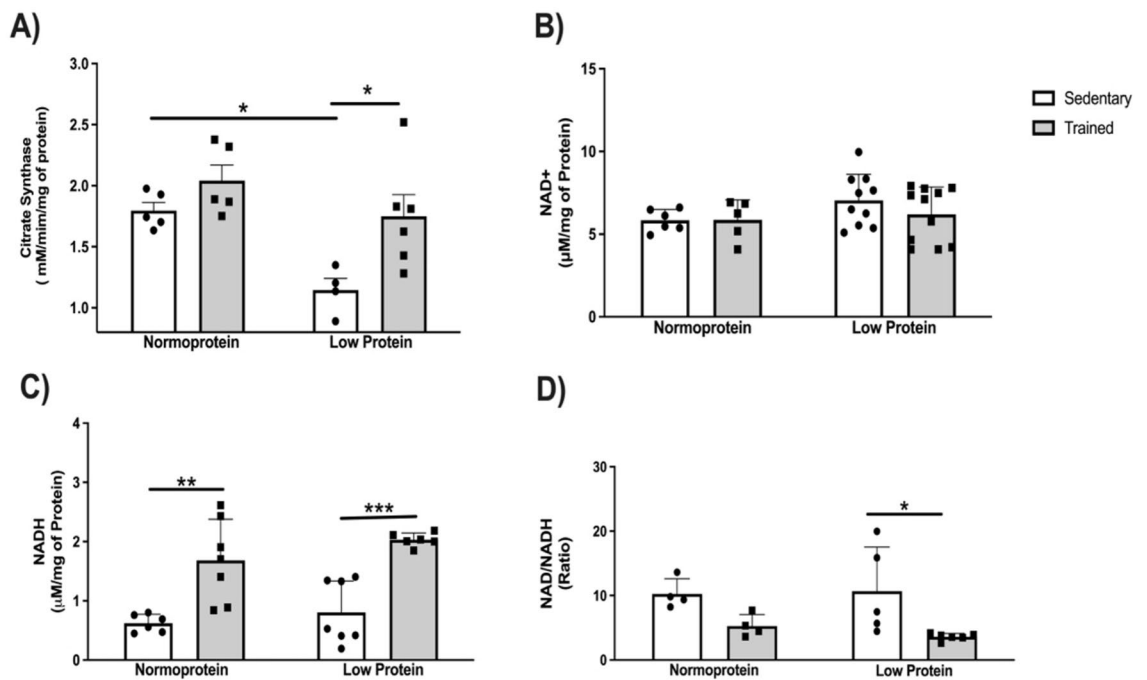 A)
Citrate Synthase
( mM/mim/mg of protein)
3.0
2.5
2.0
1.5
1.0
*
*
Normoprotein
Low Protein
B)
NAD+
(µM/mg of Protein)
15
10
5
0
Normoprotein
Low Protein
Sedentary
Trained
C)
NADH
(µM/mg of Protein)
4
3
2
1
0
**
***
Normoprotein
Low Protein
D)
NAD/NADH
(Ratio)
30
20
10
0
*
Normoprotein
Low Protein